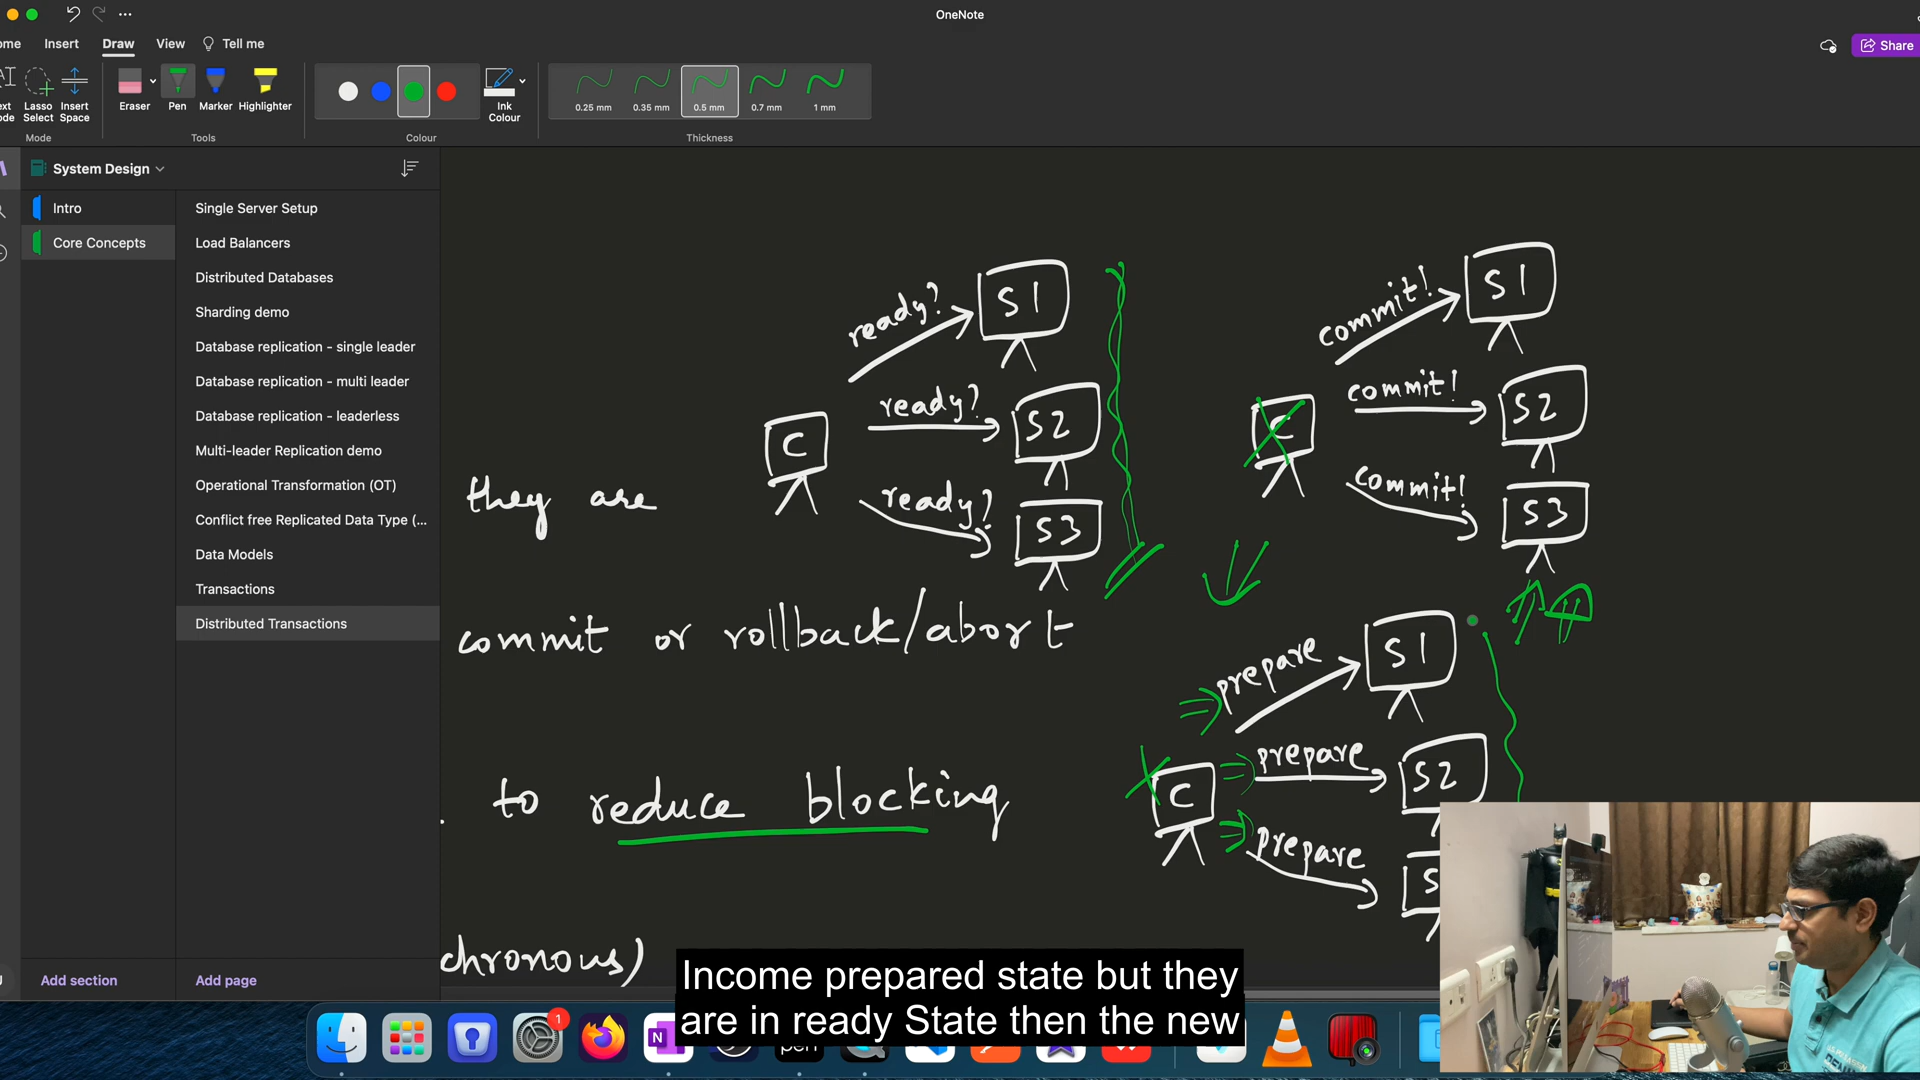 OneNote
ome Insert Draw View Tell me
Share
ext
ode
Lasso
Select
Insert
Space
Eraser
Pen
Marker
Highlighter
Ink
Colour
0.25 mm
0.35 mm
0.5 mm
0.7 mm
1 mm
Mode
Tools
Colour
Thickness
System Design
Intro
Core Concepts
Single Server Setup
Load Balancers
Distributed Databases
Sharding demo
Database replication - single leader
Database replication - multi leader
Database replication - leaderless
Multi-leader Replication demo
Operational Transformation (OT)
Conflict free Replicated Data Type (...
Data Models
Transactions
Distributed Transactions
Add section
Add page
ready?
S1
ready?
S2
C
ready?
S3
commit!
S1
commit!
S2
C
commit!
S3
they are
commit or rollback/abort
prepare
S1
prepare
S2
C
prepare
S
. to reduce blocking
chronous)
Income prepared state but they
are in ready State then the new
1
pen